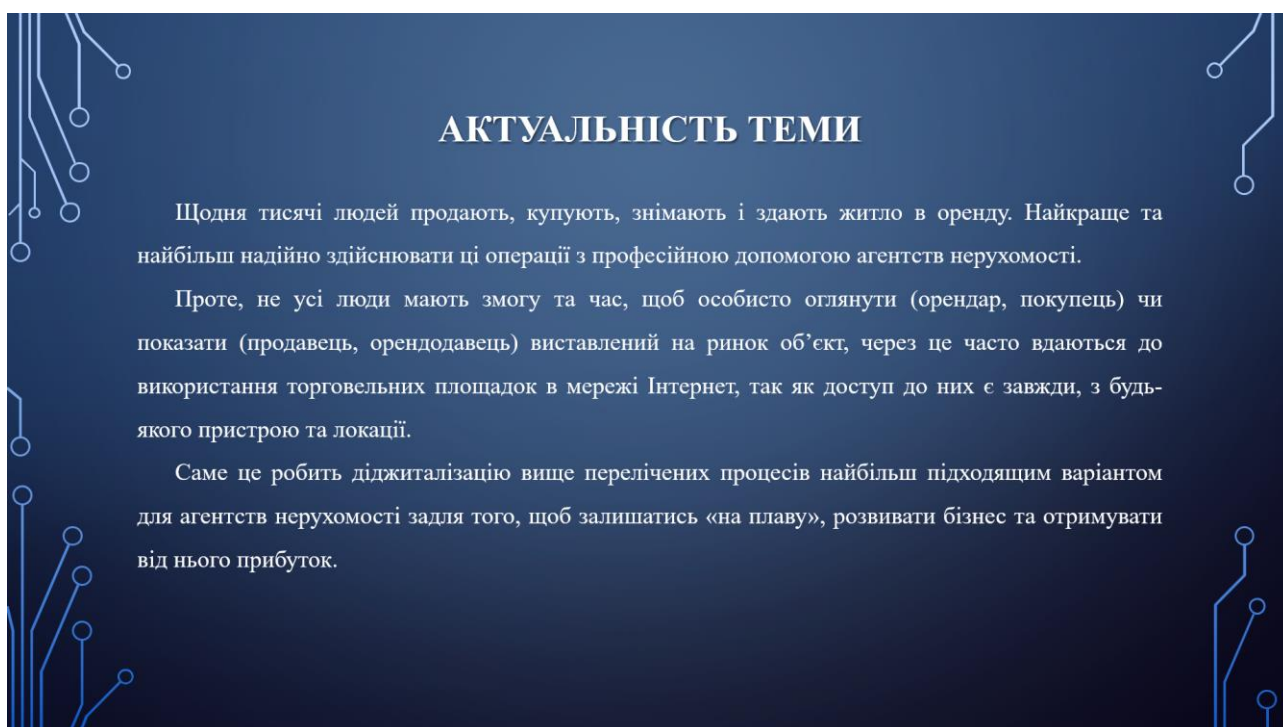 АКТУАЛЬНІСТЬ ТЕМИ
Щодня тисячі людей продають, купують, знімають і здають житло в оренду. Найкраще та
найбільш надійно здійснювати ці операції з професійною допомогою агентств нерухомості.
Проте, не усі люди мають змогу та час, щоб особисто оглянути (орендар, покупець) чи
показати (продавець, орендодавець) виставлений на ринок об’єкт, через це часто вдаються до
використання торговельних площадок в мережі Інтернет, так як доступ до них є завжди, з будь-
якого пристрою та локації.
Саме це робить діджиталізацію вище перелічених процесів найбільш підходящим варіантом
для агентств нерухомості задля того, щоб залишатись «на плаву», розвивати бізнес та отримувати
від нього прибуток.